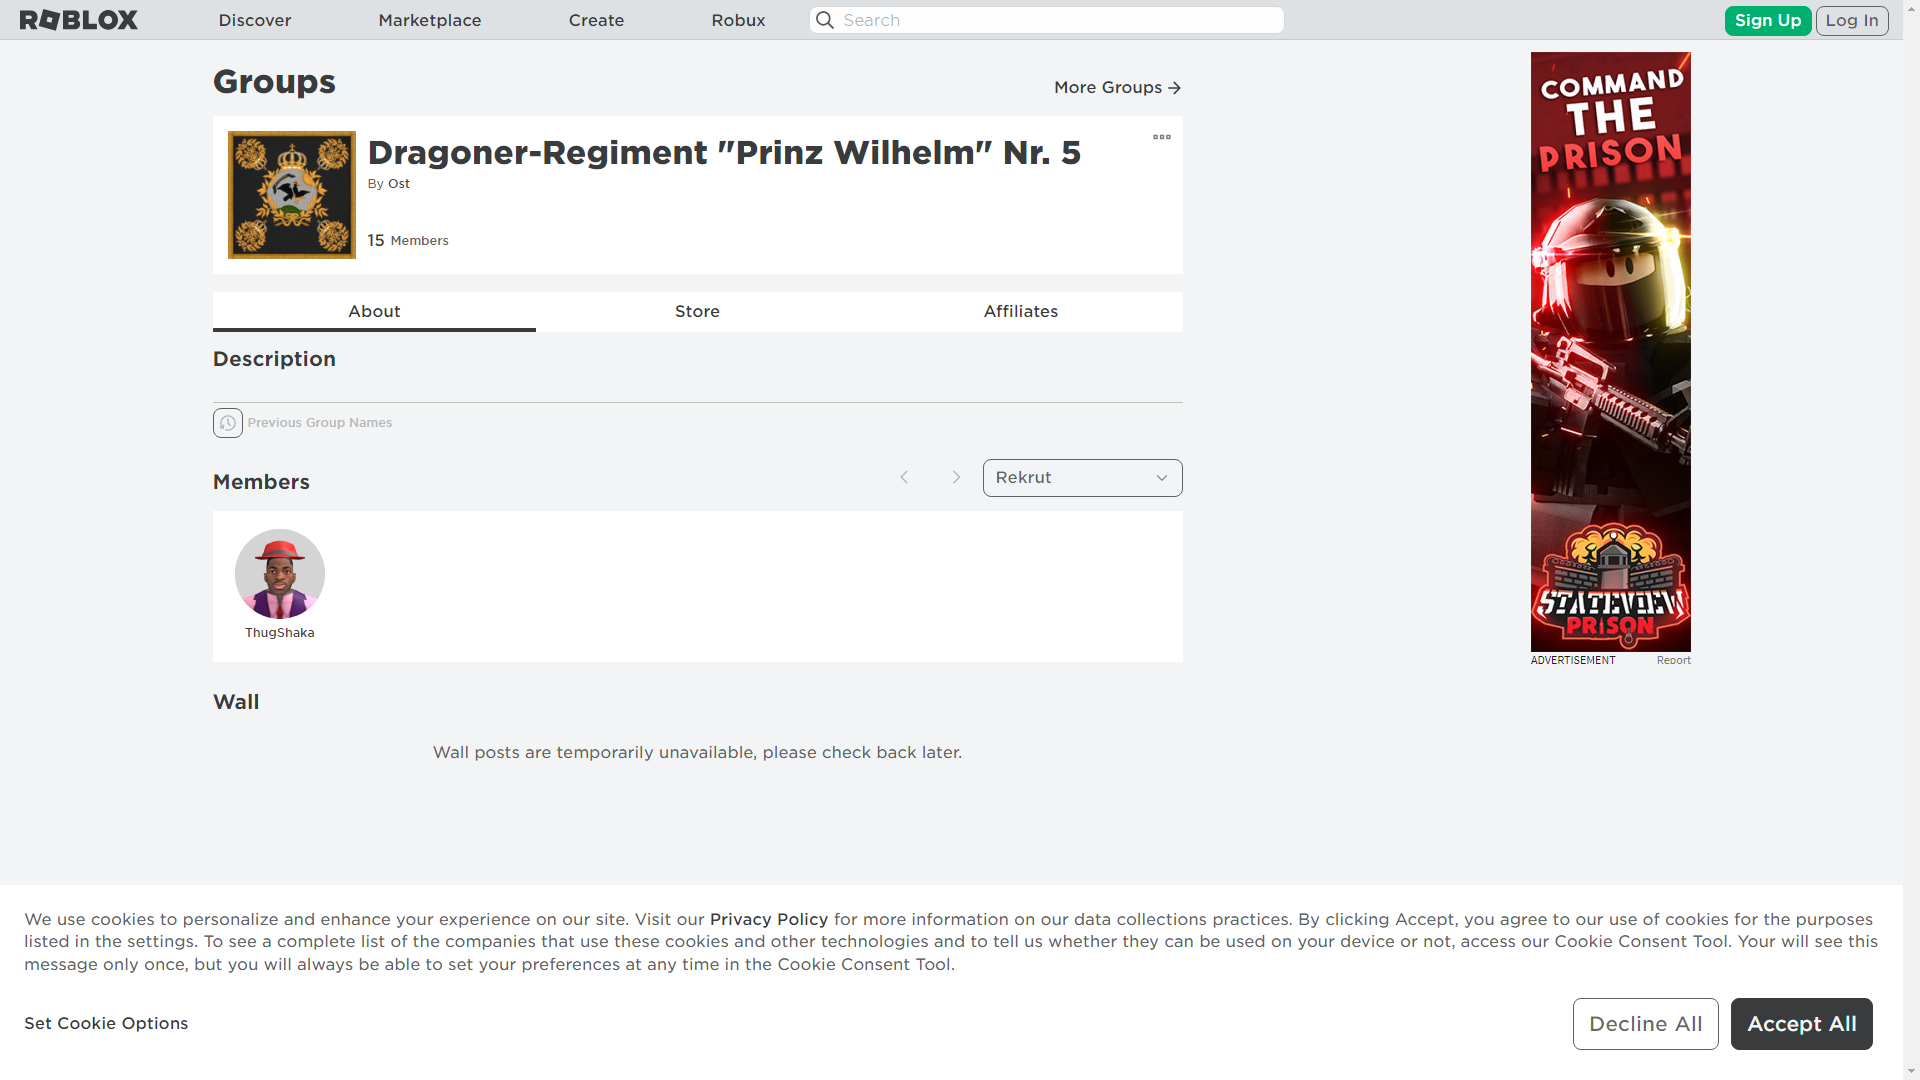 ROBLOX
Discover
Marketplace
Create
Robux
Search
Sign Up
Log In
Groups
More Groups
Dragoner-Regiment "Prinz Wilhelm" Nr. 5
By Ost
15 Members
About
Store
Affiliates
Description
Previous Group Names
Members
Rekrut
ThugShaka
Wall
Wall posts are temporarily unavailable, please check back later.
COMMAND
THE
PRISON
STATEVIEW
PRISON
ADVERTISEMENT
Report
We use cookies to personalize and enhance your experience on our site. Visit our Privacy Policy for more information on our data collections practices. By clicking Accept, you agree to our use of cookies for the purposes
listed in the settings. To see a complete list of the companies that use these cookies and other technologies and to tell us whether they can be used on your device or not, access our Cookie Consent Tool. Your will see this
message only once, but you will always be able to set your preferences at any time in the Cookie Consent Tool.
Set Cookie Options
Decline All
Accept All